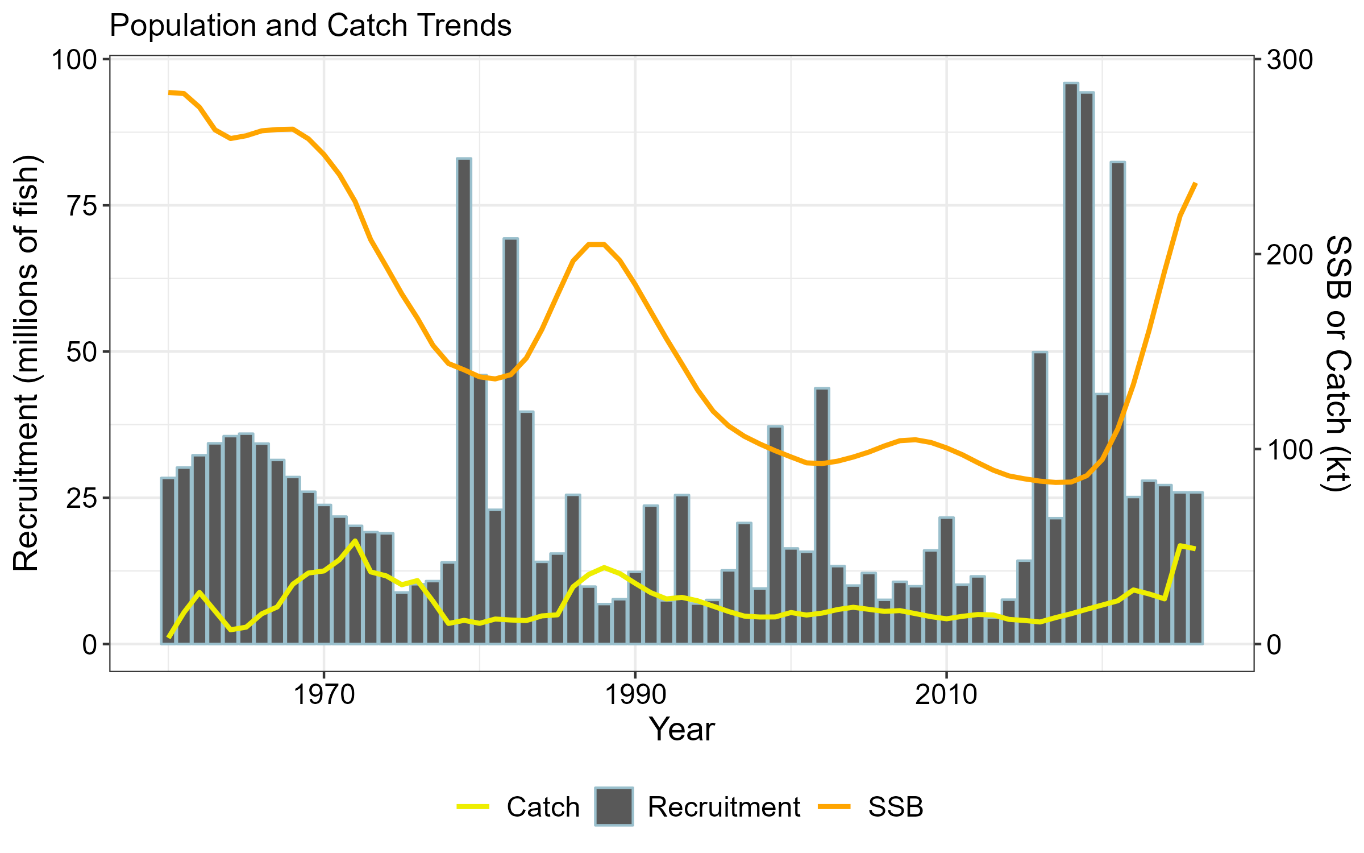 Population and Catch Trends
100
75
50
25
0
Recruitment (millions of fish)
300
200
100
0
SSB or Catch (kt)
1970 1990 2010
Year
Catch Recruitment SSB